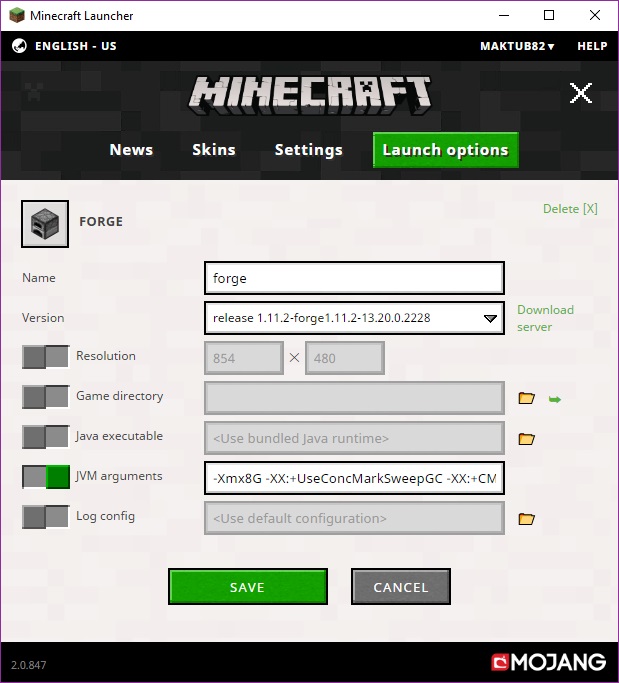 Minecraft Launcher
ENGLISH - US
MAKTUB82▼ HELP
MINECRAFT
News Skins Settings Launch options
FORGE
Delete [X]
Name forge
Version release 1.11.2-forge1.11.2-13.20.0.2228 Download server
Resolution 854 × 480
Game directory
Java executable <Use bundled Java runtime>
JVM arguments -Xmx8G -XX:+UseConcMarkSweepGC -XX:+CM
Log config <Use default configuration>
SAVE CANCEL
2.0.847 MOJANG